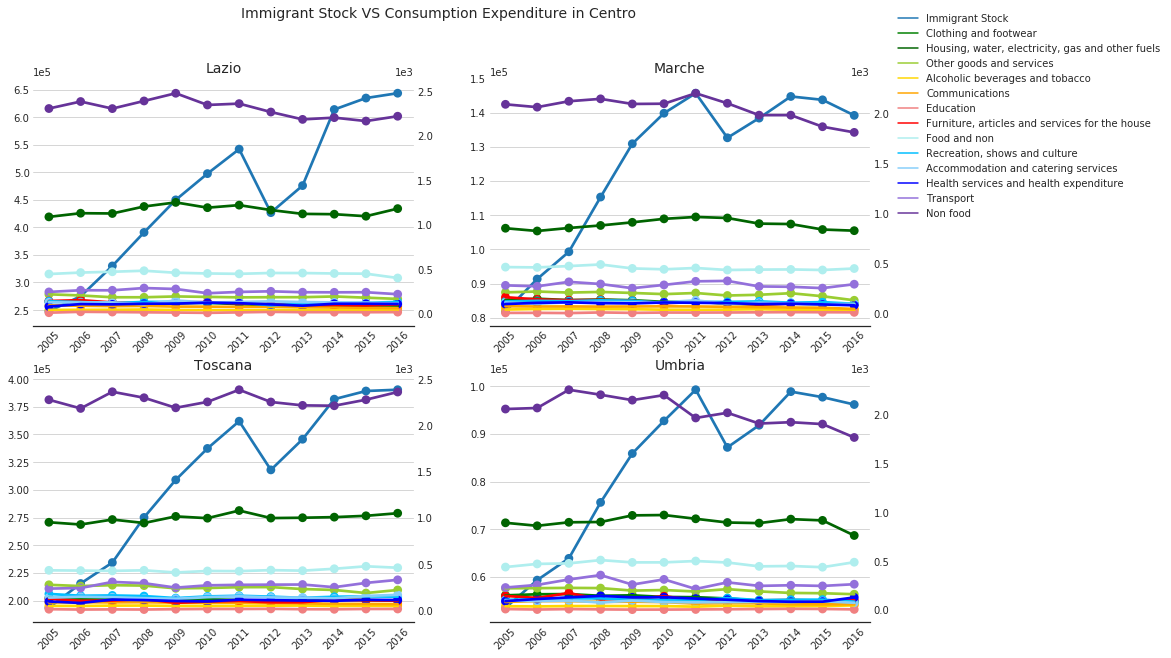 Immigrant Stock VS Consumption Expenditure in Centro
Immigrant Stock
Clothing and footwear
Housing, water, electricity, gas and other fuels
Other goods and services
Alcoholic beverages and tobacco
Communications
Education
Furniture, articles and services for the house
Food and non
Recreation, shows and culture
Accommodation and catering services
Health services and health expenditure
Transport
Non food
Lazio
1e5
1e3
6.5
6.0
5.5
5.0
4.5
4.0
3.5
3.0
2.5
2.5
2.0
1.5
1.0
0.5
0.0
2005 2006 2007 2008 2009 2010 2011 2012 2013 2014 2015 2016
Marche
1e5
1e3
1.5
1.4
1.3
1.2
1.1
1.0
0.9
0.8
2.0
1.5
1.0
0.5
0.0
2005 2006 2007 2008 2009 2010 2011 2012 2013 2014 2015 2016
Toscana
1e5
1e3
4.00
3.75
3.50
3.25
3.00
2.75
2.50
2.25
2.00
2.5
2.0
1.5
1.0
0.5
0.0
2005 2006 2007 2008 2009 2010 2011 2012 2013 2014 2015 2016
Umbria
1e5
1e3
1.0
0.9
0.8
0.7
0.6
2.0
1.5
1.0
0.5
0.0
2005 2006 2007 2008 2009 2010 2011 2012 2013 2014 2015 2016